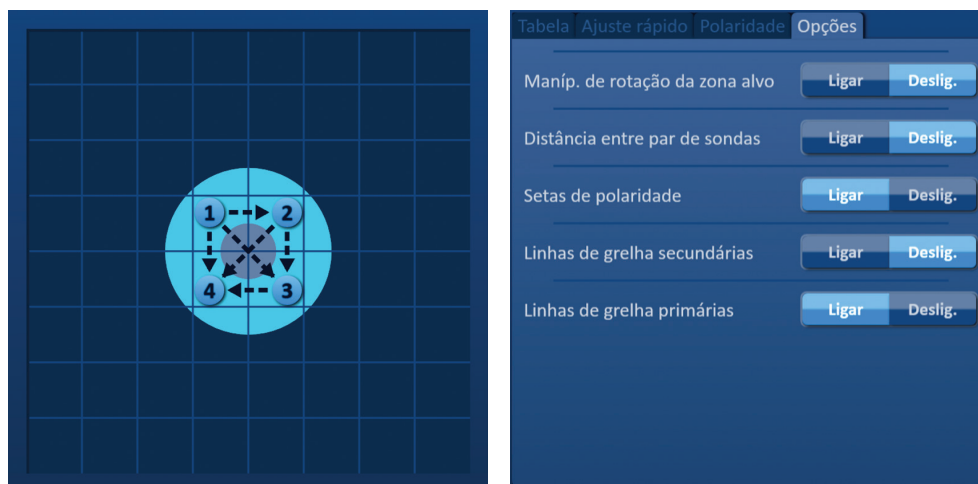 1 2
4 3
Tabela Ajuste rápido Polaridade Opções
Maníp. de rotação da zona alvo Ligar Deslig.
Distância entre par de sondas Ligar Deslig.
Setas de polaridade Ligar Deslig.
Linhas de grelha secundárias Ligar Deslig.
Linhas de grelha primárias Ligar Deslig.